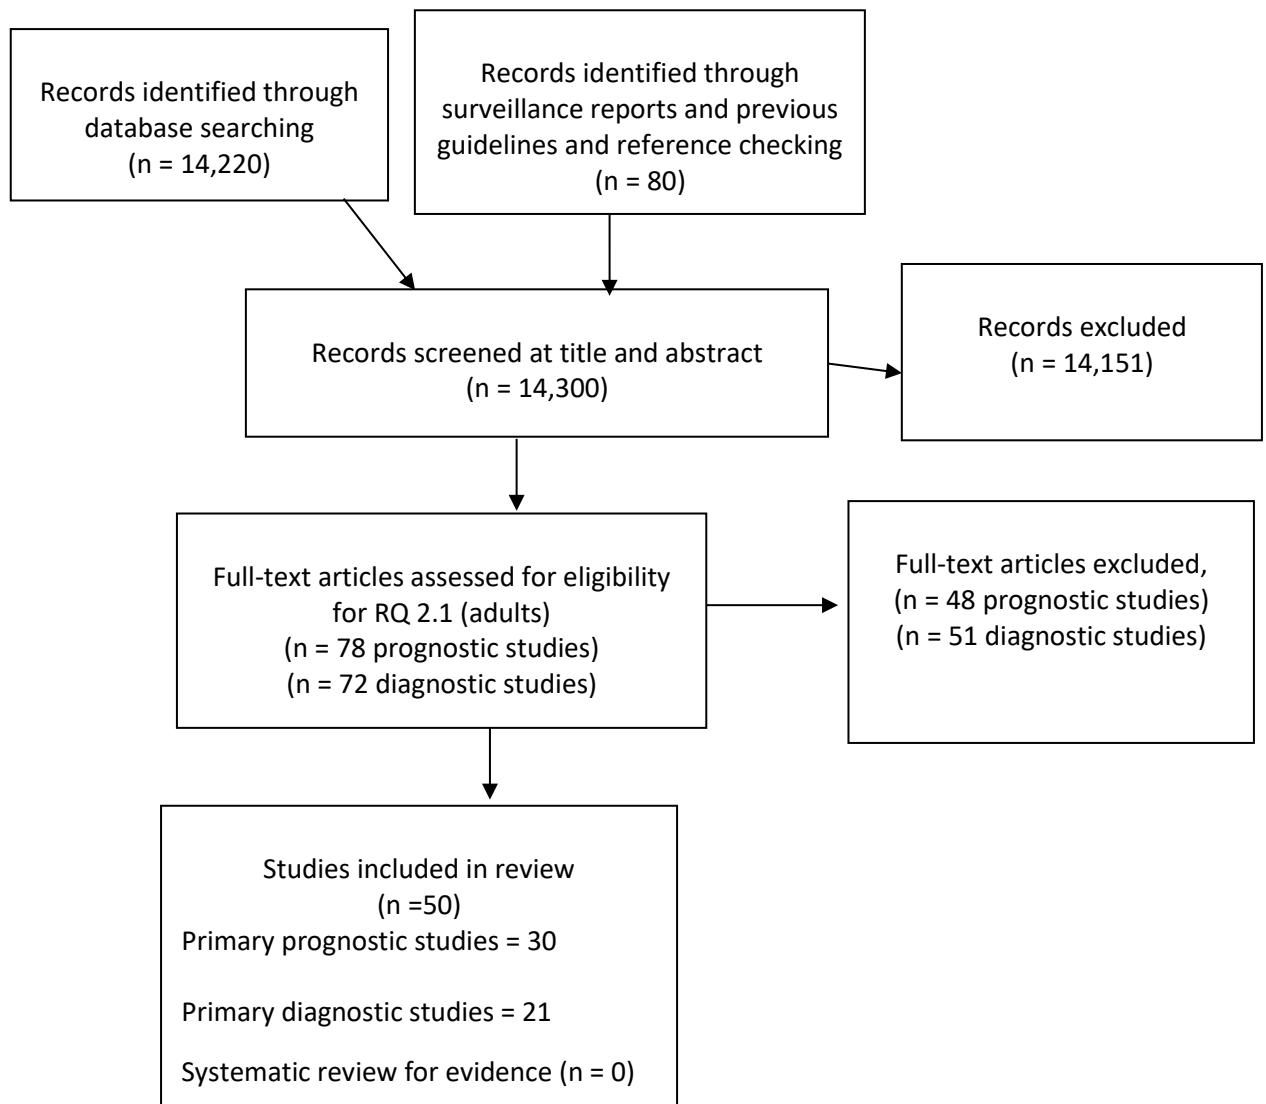 Records identified through
database searching
(n = 14,220)
Records identified through
surveillance reports and previous
guidelines and reference checking
(n = 80)
Records screened at title and abstract
(n = 14,300)
Records excluded
(n = 14,151)
Full-text articles assessed for eligibility
for RQ 2.1 (adults)
(n = 78 prognostic studies)
(n = 72 diagnostic studies)
Full-text articles excluded,
(n = 48 prognostic studies)
(n = 51 diagnostic studies)
Studies included in review
(n =50)
Primary prognostic studies = 30
Primary diagnostic studies = 21
Systematic review for evidence (n = 0)